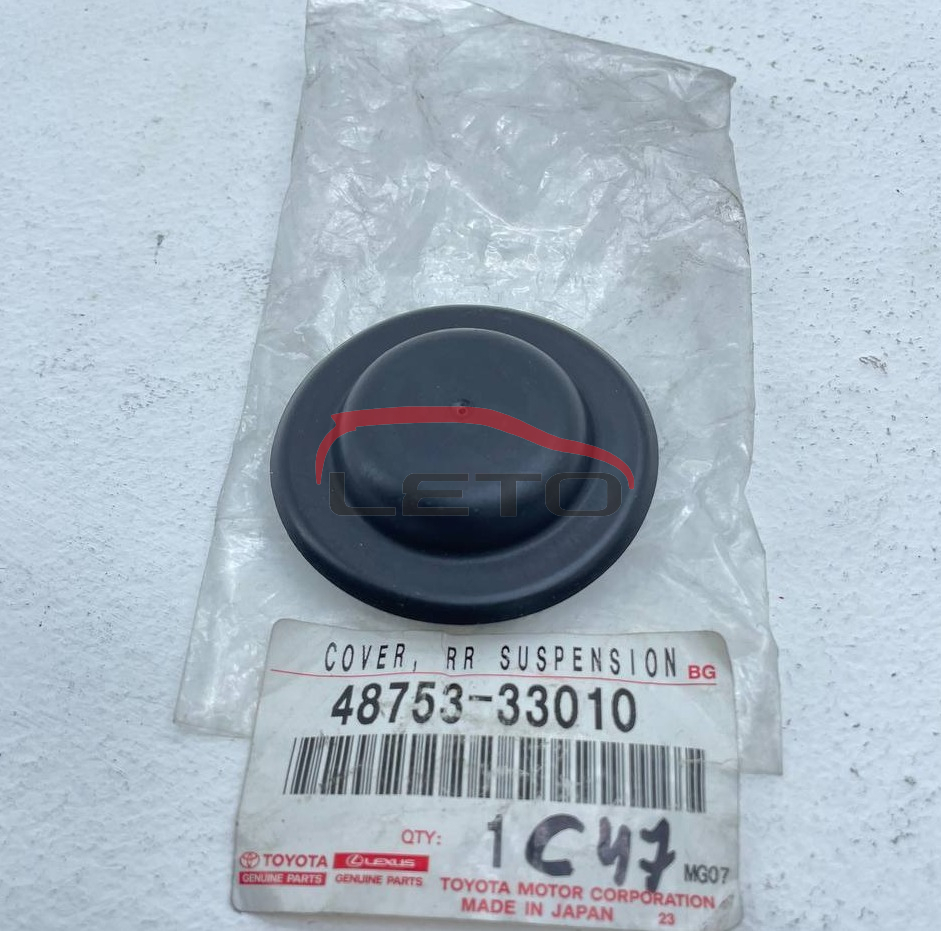 LETO
COVER, RR SUSPENSION BG
48753-33010
QTY: 1 C47
TOYOTA LEXUS MG07
GENUINE PARTS GENUINE PARTS
TOYOTA MOTOR CORPORATION
MADE IN JAPAN 23